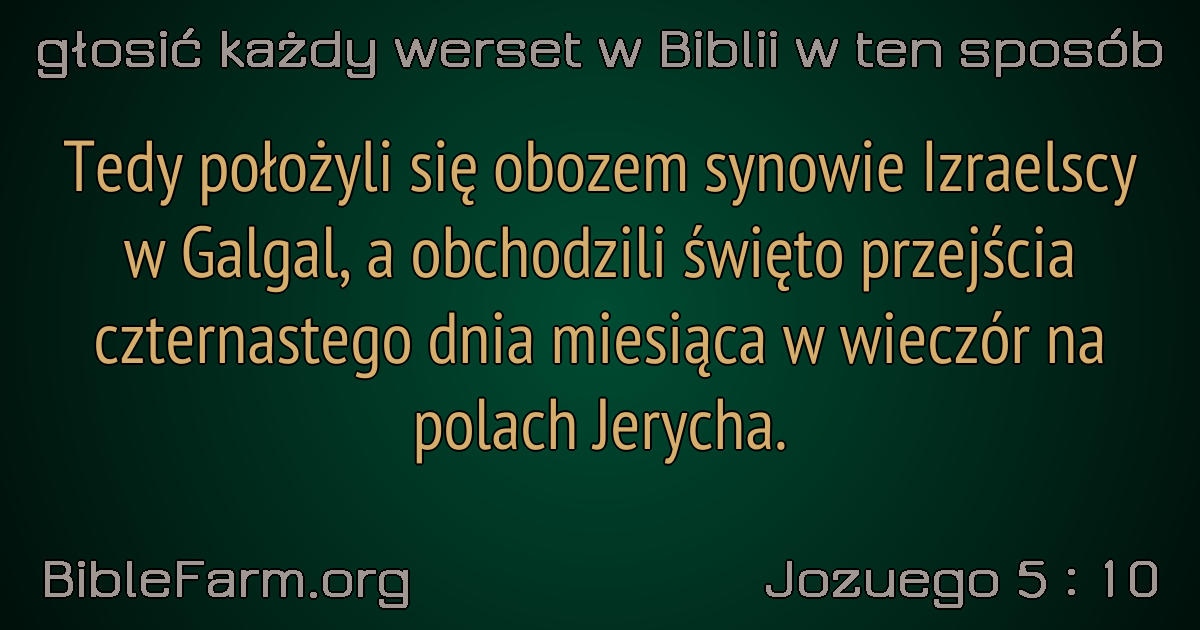 głosić każdy werset w Biblii w ten sposób
Tedy położyli się obozem synowie Izraelscy
w Galgal, a obchodzili święto przejścia
czternastego dnia miesiąca w wieczór na
polach Jerycha.
BibleFarm.org
Jozuego 5 : 10